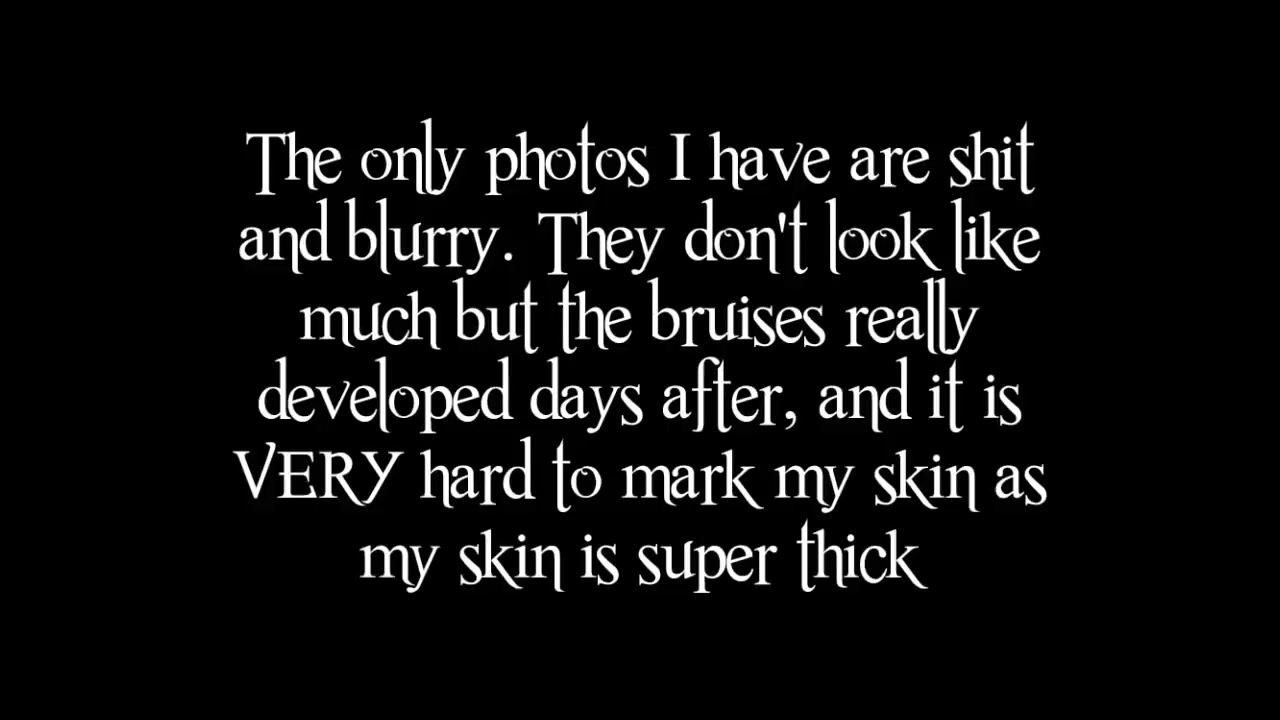 The only photos I have are shit
and blurry. They don't look like
much but the bruises really
developed days after, and it is
VERY hard to mark my skin as
my skin is super thick